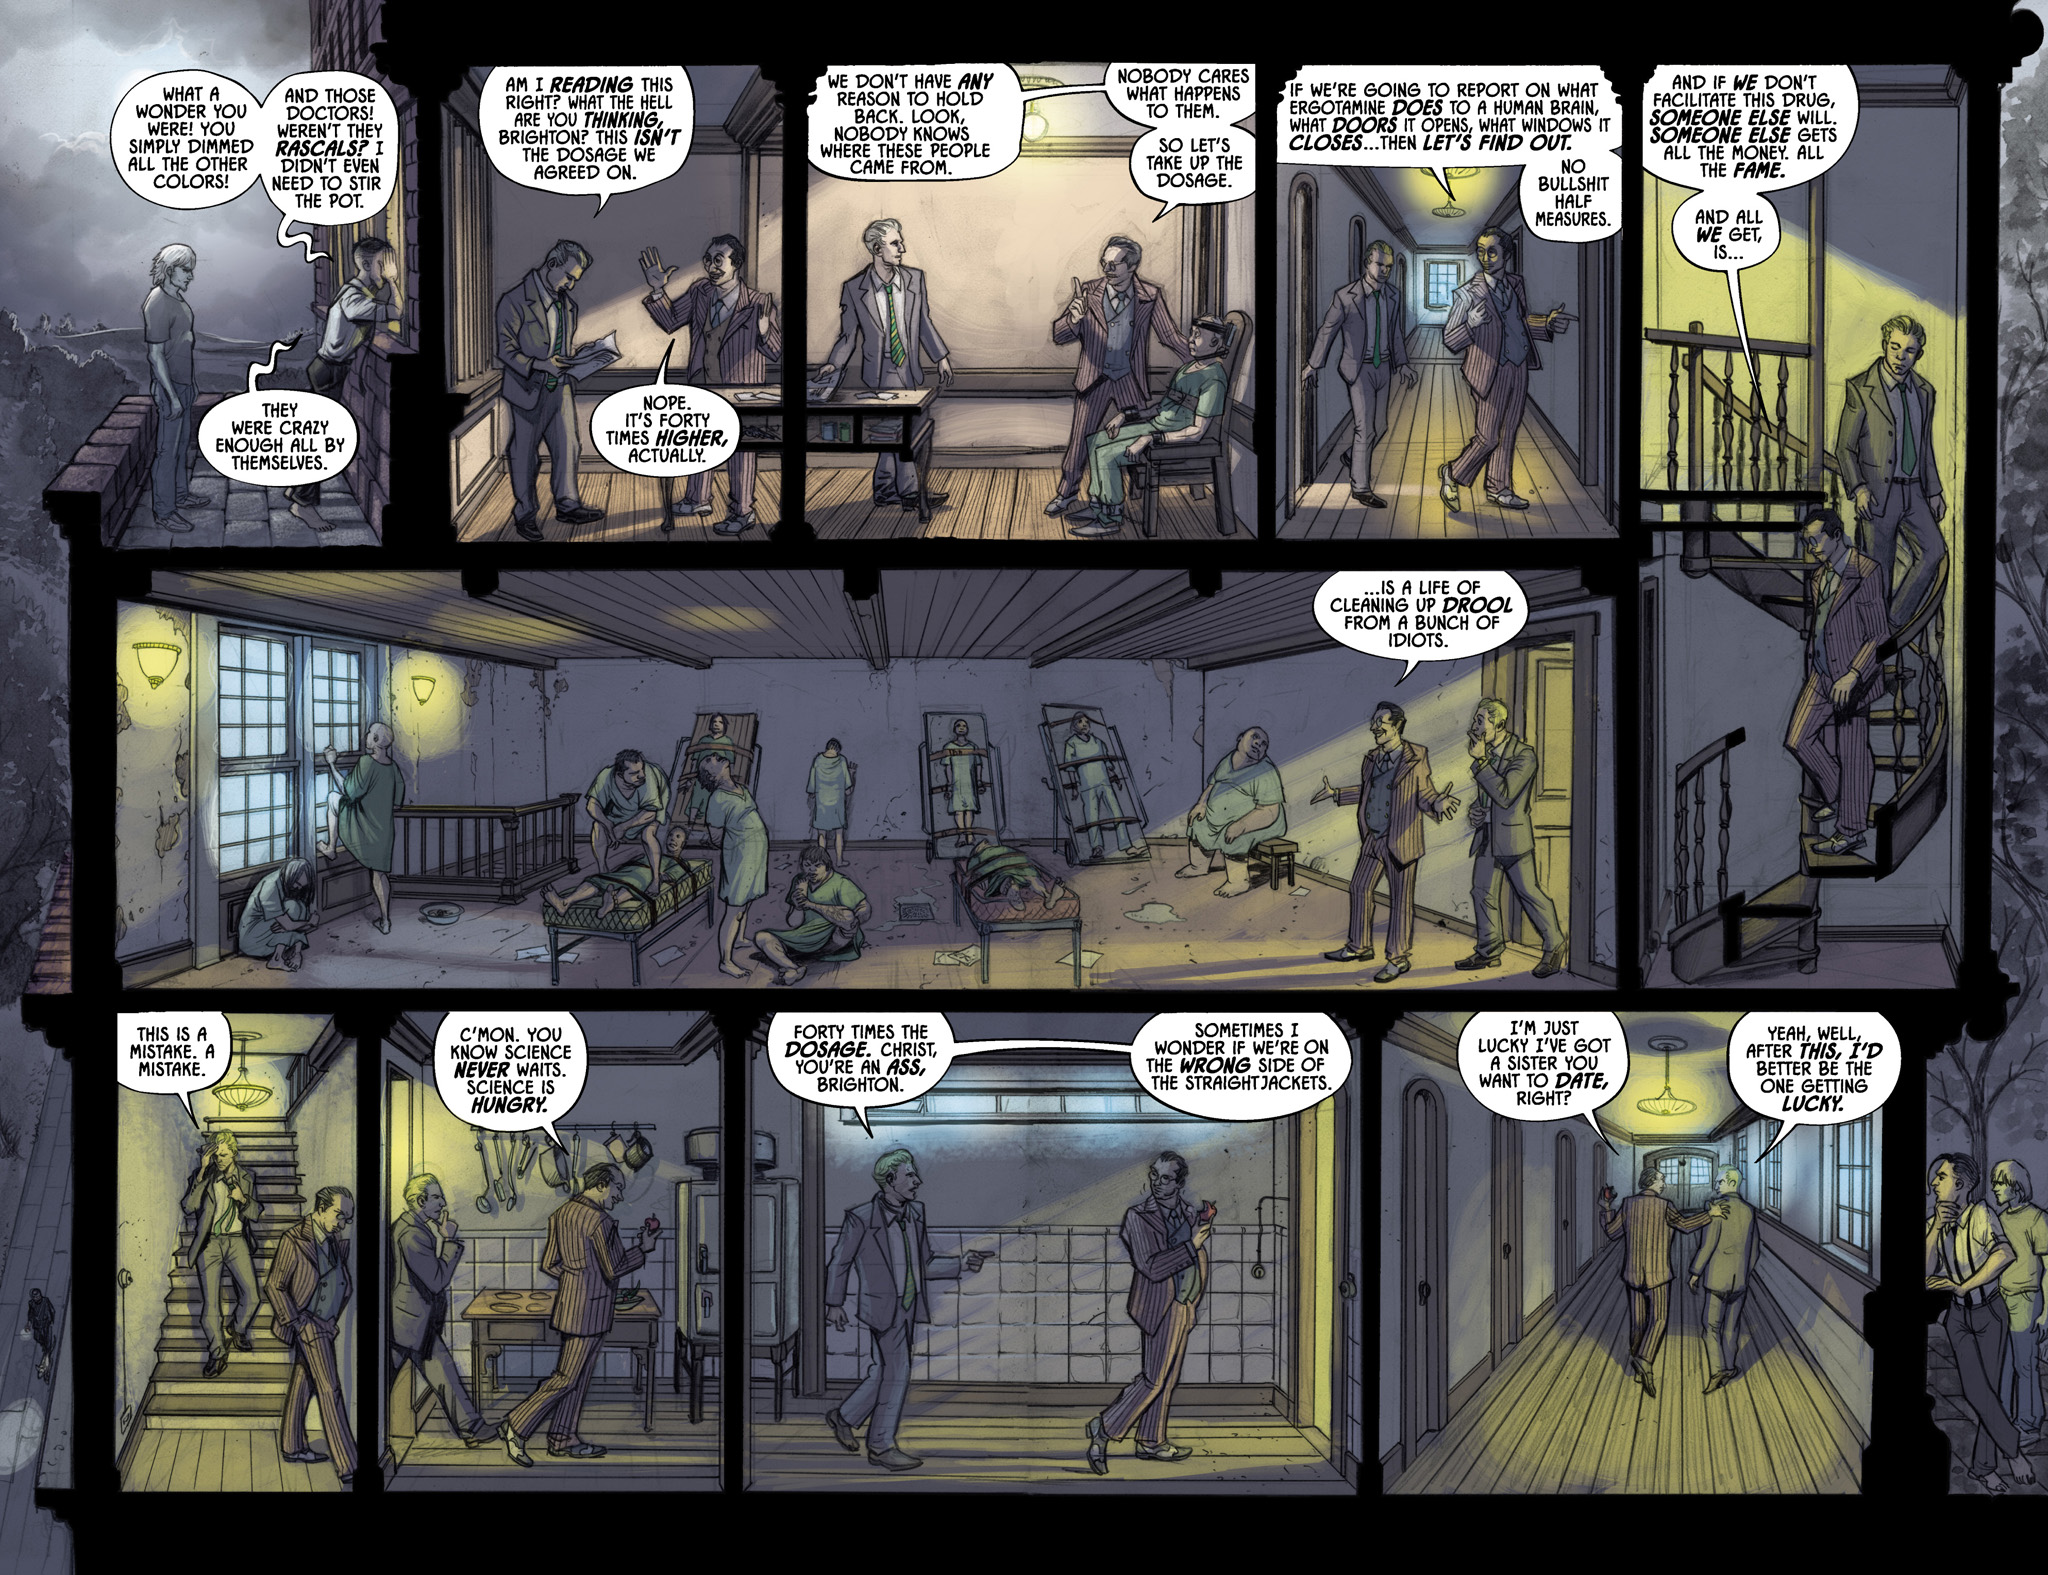 WHAT A
WONDER YOU
WERE! YOU
SIMPLY DIMMED
ALL THE OTHER
COLORS!
AND THOSE
DOCTORS!
WEREN'T THEY
RASCALS? I
DIDN'T EVEN
NEED TO STIR
THE POT.
THEY
WERE CRAZY
ENOUGH ALL BY
THEMSELVES.
AM I READING THIS
RIGHT? WHAT THE HELL
ARE YOU THINKING,
BRIGHTON? THIS ISN'T
THE DOSAGE WE
AGREED ON.
NOPE.
IT'S FORTY
TIMES HIGHER,
ACTUALLY.
WE DON'T HAVE ANY
REASON TO HOLD
BACK. LOOK,
NOBODY KNOWS
WHERE THESE PEOPLE
CAME FROM.
NOBODY CARES
WHAT HAPPENS
TO THEM.
SO LET'S
TAKE UP THE
DOSAGE.
IF WE'RE GOING TO REPORT ON WHAT
ERGOTAMINE DOES TO A HUMAN BRAIN,
WHAT DOORS IT OPENS, WHAT WINDOWS IT
CLOSES...THEN LET'S FIND OUT.
NO
BULLSHIT
HALF
MEASURES.
AND IF WE DON'T
FACILITATE THIS DRUG,
SOMEONE ELSE WILL.
SOMEONE ELSE GETS
ALL THE MONEY. ALL
THE FAME.
AND ALL
WE GET,
IS...
...IS A LIFE OF
CLEANING UP DROOL
FROM A BUNCH OF
IDIOTS.
THIS IS A
MISTAKE. A
MISTAKE.
C'MON. YOU
KNOW SCIENCE
NEVER WAITS.
SCIENCE IS
HUNGRY.
FORTY TIMES THE
DOSAGE. CHRIST,
YOU'RE AN ASS,
BRIGHTON.
SOMETIMES I
WONDER IF WE'RE ON
THE WRONG SIDE OF
THE STRAIGHTJACKETS.
I'M JUST
LUCKY I'VE GOT
A SISTER YOU
WANT TO DATE,
RIGHT?
YEAH, WELL,
AFTER THIS, I'D
BETTER BE THE
ONE GETTING
LUCKY.